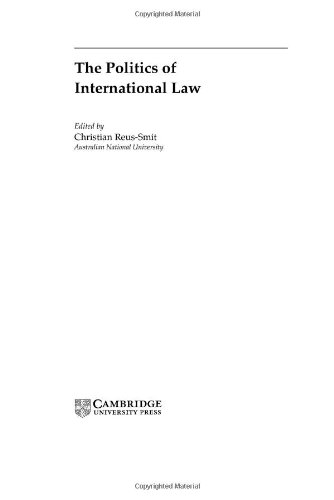 Copyrighted Material
The Politics of
International Law
Edited by
Christian Reus-Smit
Australian National University
CAMBRIDGE
UNIVERSITY PRESS
Copyrighted Material